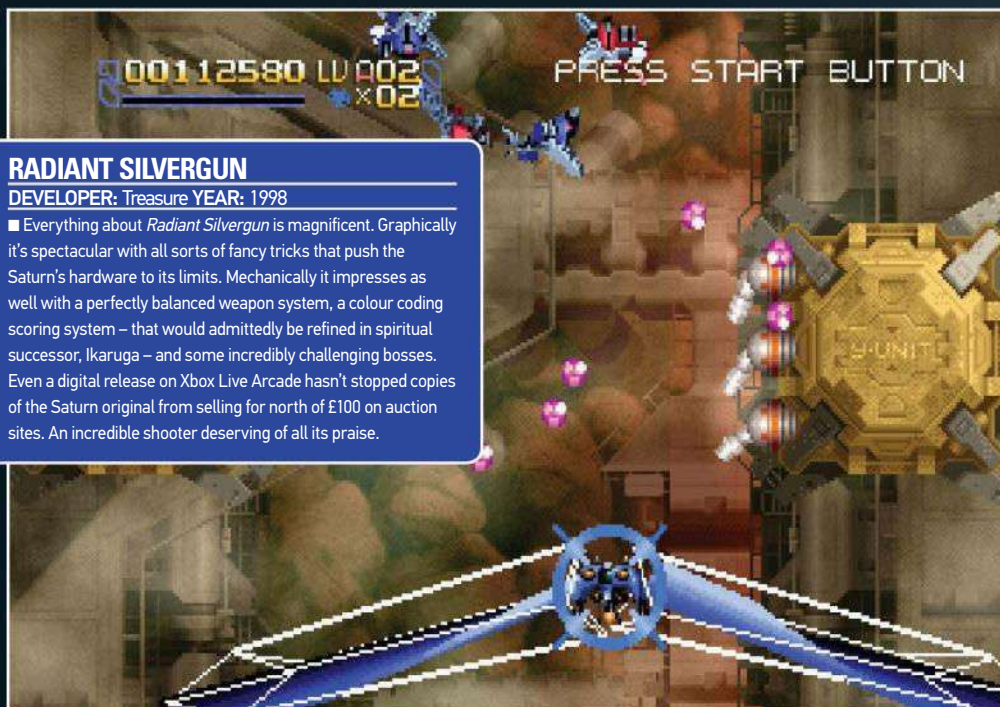 00112580 LV A02
×02
PRESS START BUTTON
RADIANT SILVERGUN
DEVELOPER: Treasure YEAR: 1998
■ Everything about Radiant Silvergun is magnificent. Graphically
it's spectacular with all sorts of fancy tricks that push the
Saturn's hardware to its limits. Mechanically it impresses as
well with a perfectly balanced weapon system, a colour coding
scoring system – that would admittedly be refined in spiritual
successor, Ikaruga – and some incredibly challenging bosses.
Even a digital release on Xbox Live Arcade hasn't stopped copies
of the Saturn original from selling for north of £100 on auction
sites. An incredible shooter deserving of all its praise.
Y·UNIT